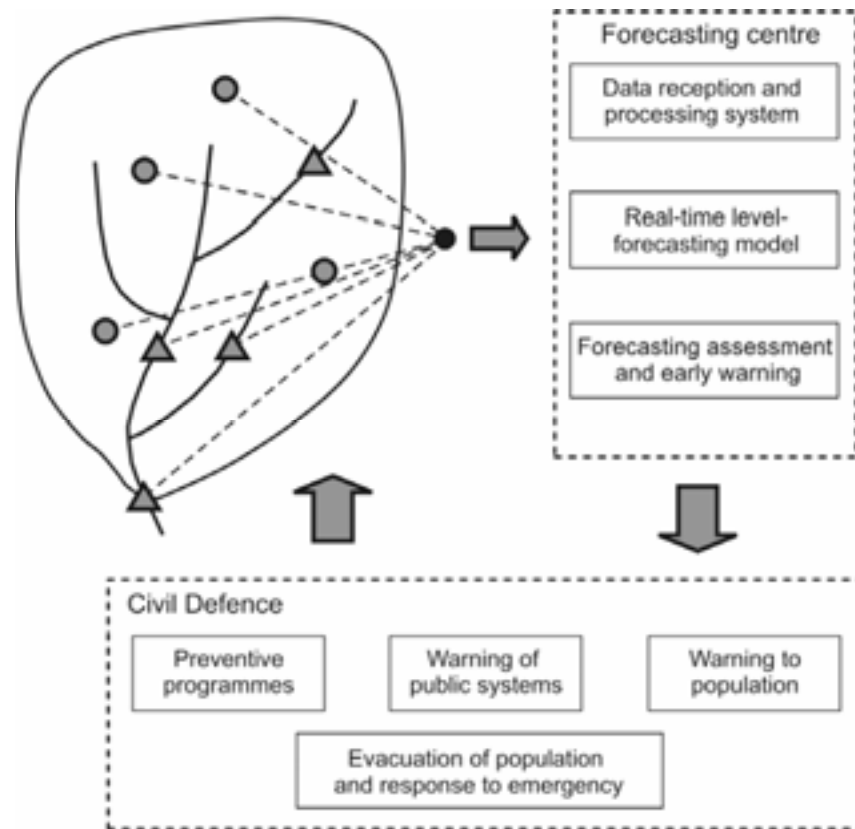 Forecasting centre
Data reception and
processing system
Real-time level-
forecasting model
Forecasting assessment
and early warning
Civil Defence
Preventive
programmes
Warning of
public systems
Warning to
population
Evacuation of population
and response to emergency